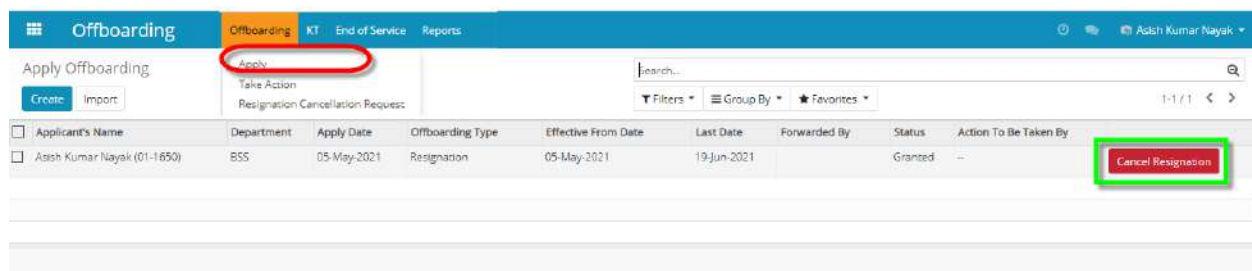 Offboarding Offboarding KT End of Service Reports Asish Kumar Nayak
Apply Offboarding Apply Search...
Take Action
Create Import Resignation Cancellation Request Filters Group By Favorites 1-1 / 1
Applicant's Name Department Apply Date Offboarding Type Effective From Date Last Date Forwarded By Status Action To Be Taken By
Asish Kumar Nayak (01-1650) BSS 05-May-2021 Resignation 05-May-2021 19-Jun-2021 Granted -- Cancel Resignation